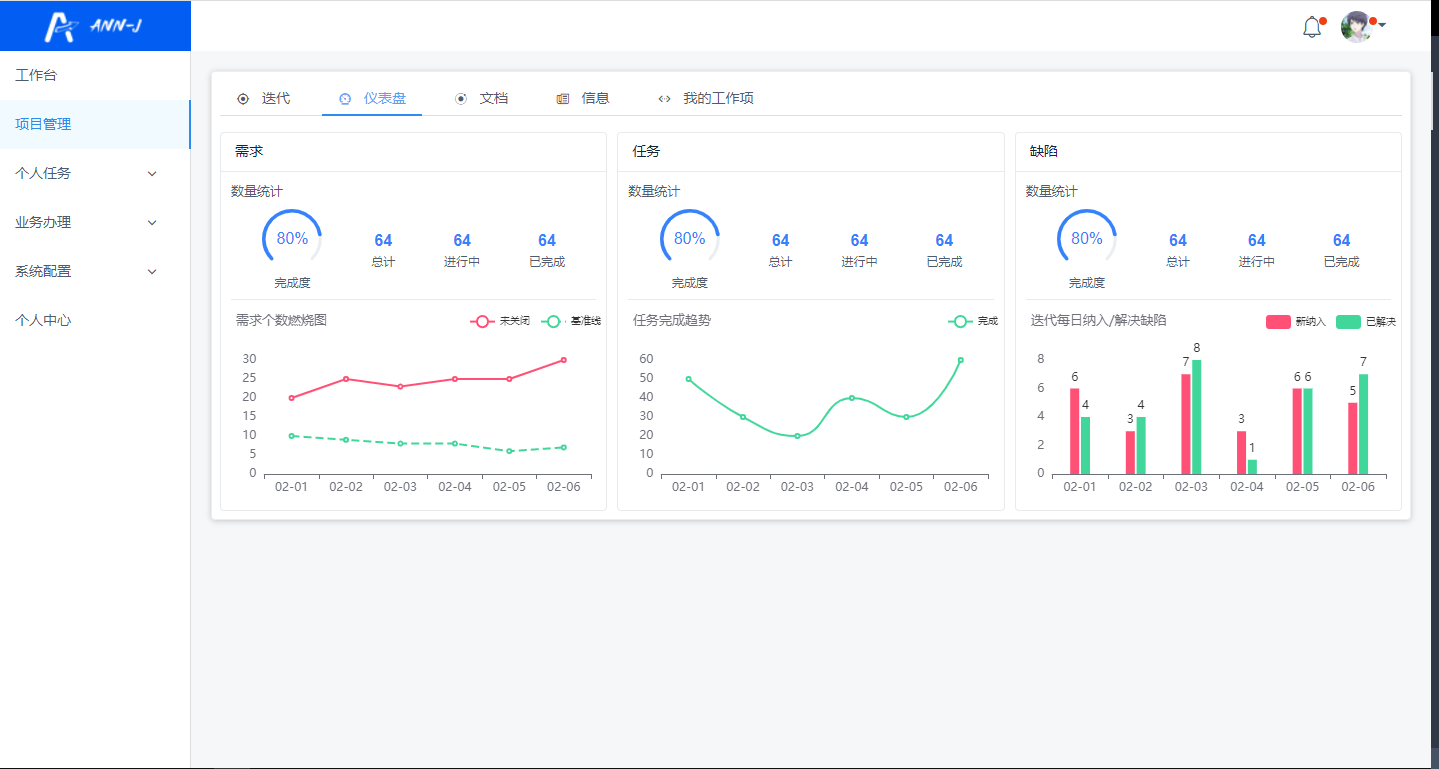 ANN-J
工作台
项目管理
个人任务
业务办理
系统配置
个人中心
迭代 仪表盘 文档 信息 我的工作项
需求
数量统计
80%
完成度
64 64 64
总计 进行中 已完成
需求个数燃烧图
未关闭 基准线
30
25
20
15
10
5
0
02-01 02-02 02-03 02-04 02-05 02-06
任务
数量统计
80%
完成度
64 64 64
总计 进行中 已完成
任务完成趋势
完成
60
50
40
30
20
10
0
02-01 02-02 02-03 02-04 02-05 02-06
缺陷
数量统计
80%
完成度
64 64 64
总计 进行中 已完成
迭代每日纳入/解决缺陷
新纳入 已解决
8
6
4
2
0
6 4 3 4 7 8 3 1 6 6 5 7
02-01 02-02 02-03 02-04 02-05 02-06